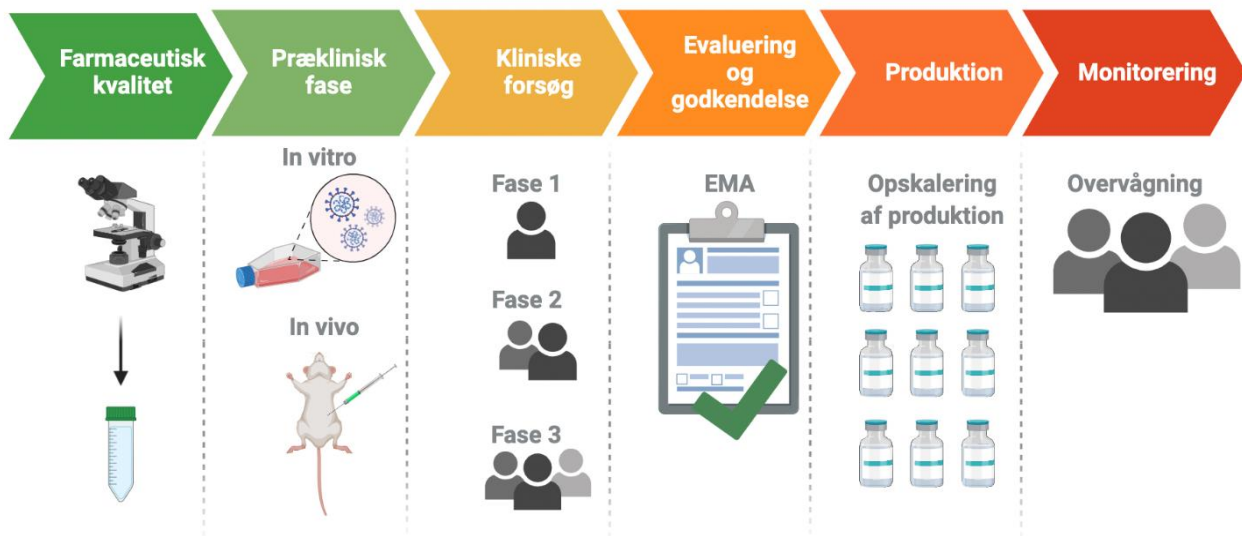 Farmaceutisk
kvalitet
Præklinisk
fase
Kliniske
forsøg
Evaluering
og
godkendelse
Produktion
Monitorering
In vitro
In vivo
Fase 1
Fase 2
Fase 3
EMA
Opskalering
af produktion
Overvågning